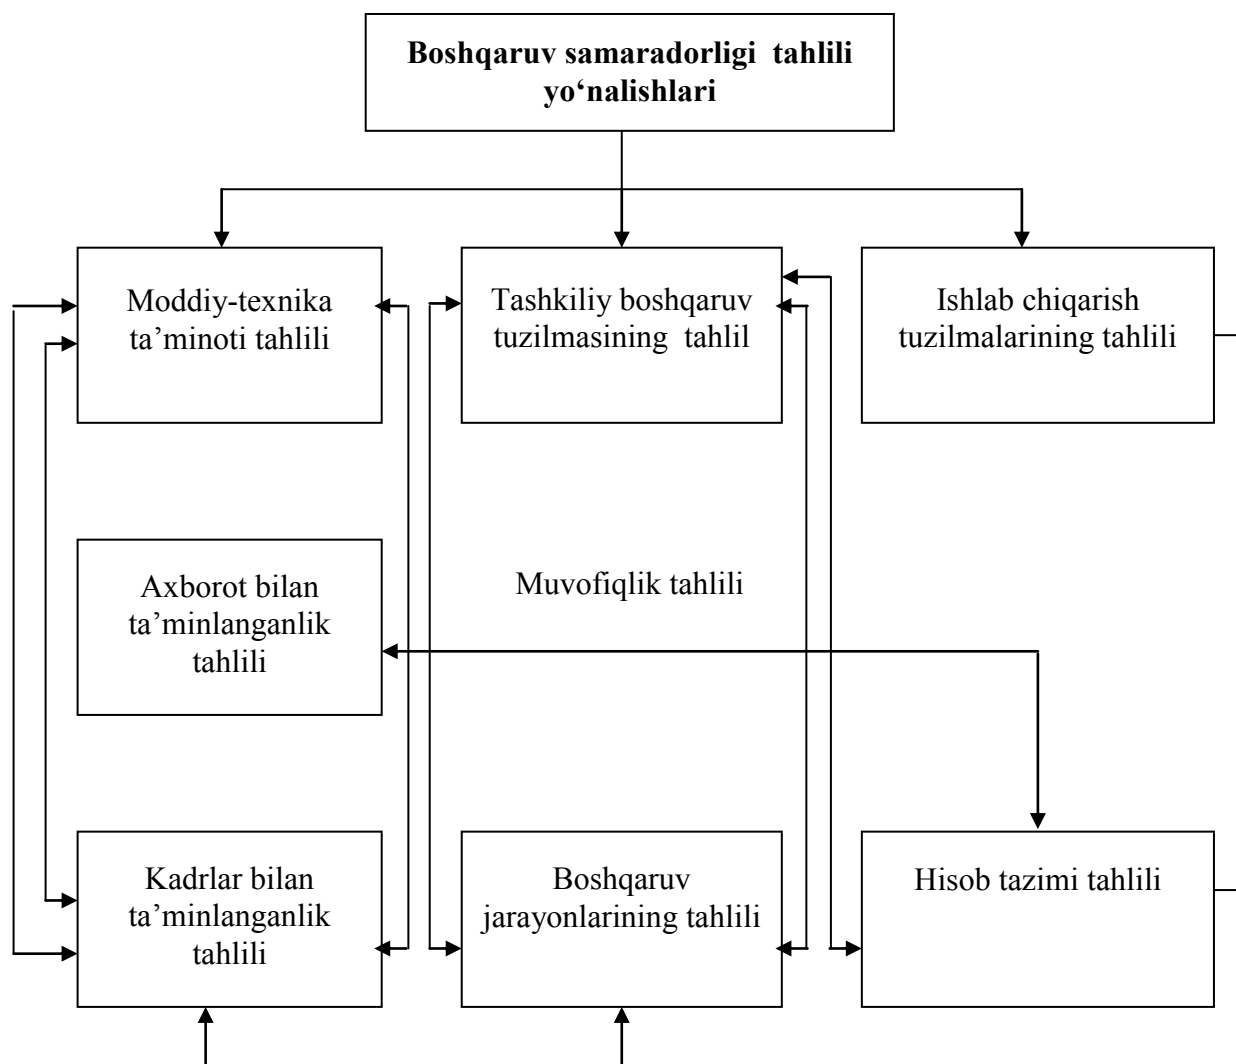 Boshqaruv samaradorligi tahlili
yo‘nalishlari
Moddiy-texnika
ta’minoti tahlili
Tashkiliy boshqaruv
tuzilmasining tahlil
Ishlab chiqarish
tuzilmalarining tahlili
Axborot bilan
ta’minlanganlik
tahlili
Muvofiqlik tahlili
Kadrlar bilan
ta’minlanganlik
tahlili
Boshqaruv
jarayonlarining tahlili
Hisob tazimi tahlili